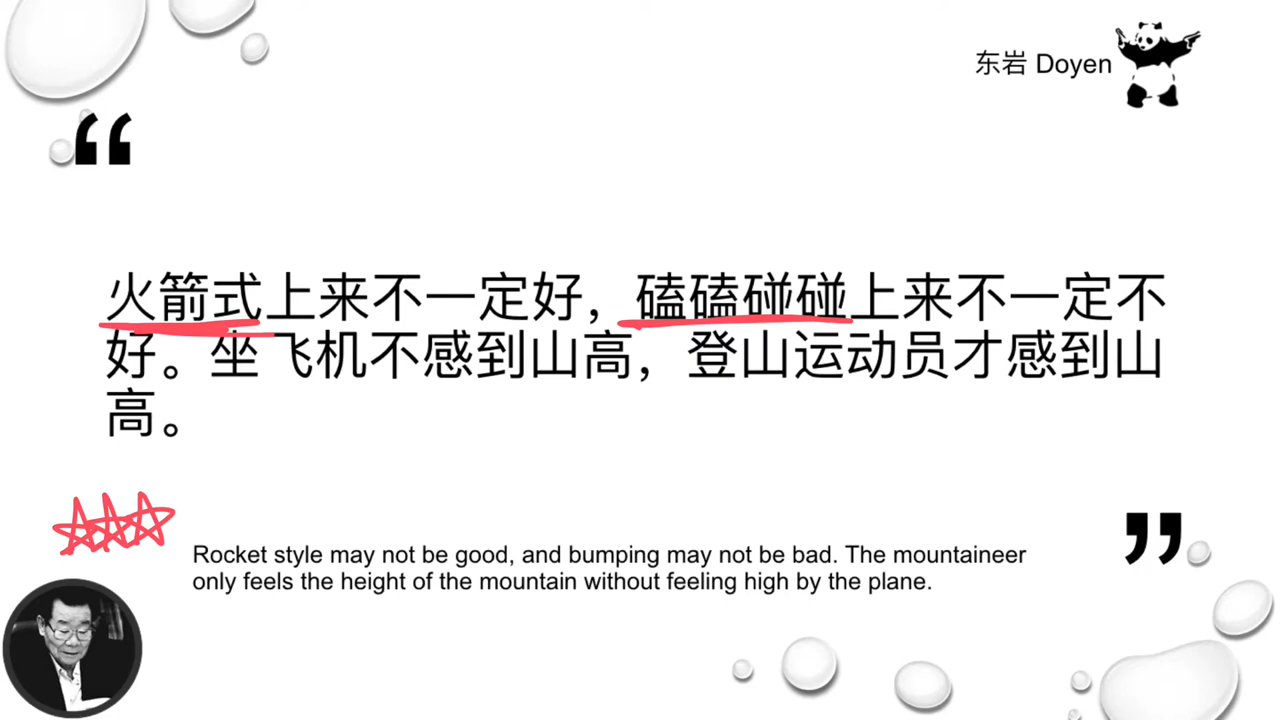 东岩 Doyen
“
火箭式上来不一定好，磕磕碰碰上来不一定不
好。坐飞机不感到山高，登山运动员才感到山
高。
”
Rocket style may not be good, and bumping may not be bad. The mountaineer
only feels the height of the mountain without feeling high by the plane.